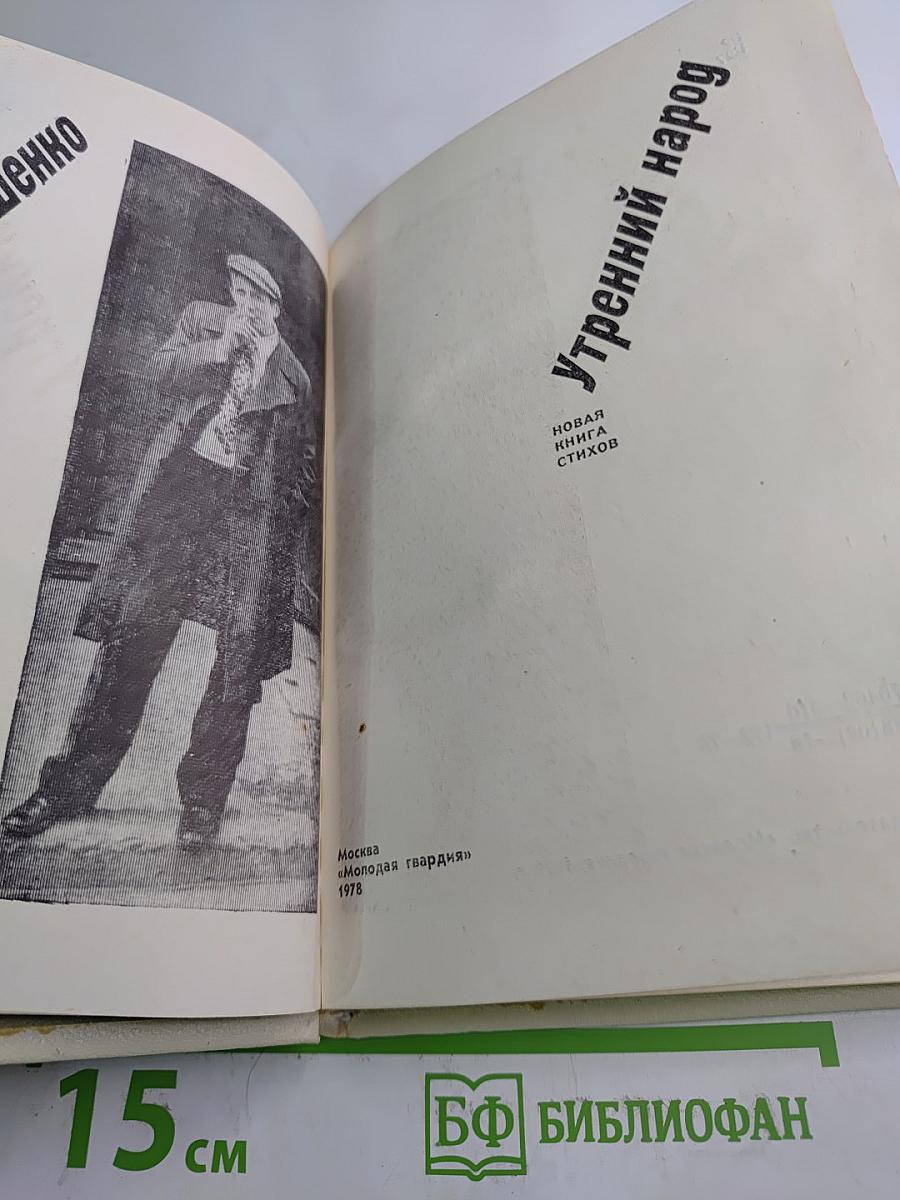 шенко
Утренний народ
НОВАЯ
КНИГА
СТИХОВ
Москва
«Молодая гвардия»
1978
15 см
БФ БИБЛИОФАН